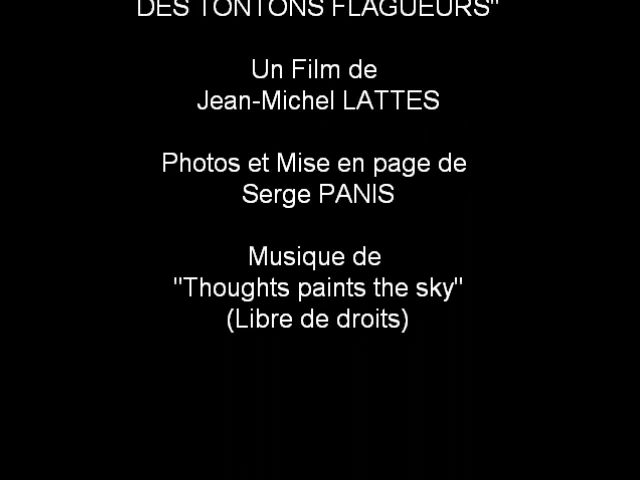 DES TONTONS FLAGUEURS"
Un Film de
Jean-Michel LATTES
Photos et Mise en page de
Serge PANIS
Musique de
"Thoughts paints the sky"
(Libre de droits)